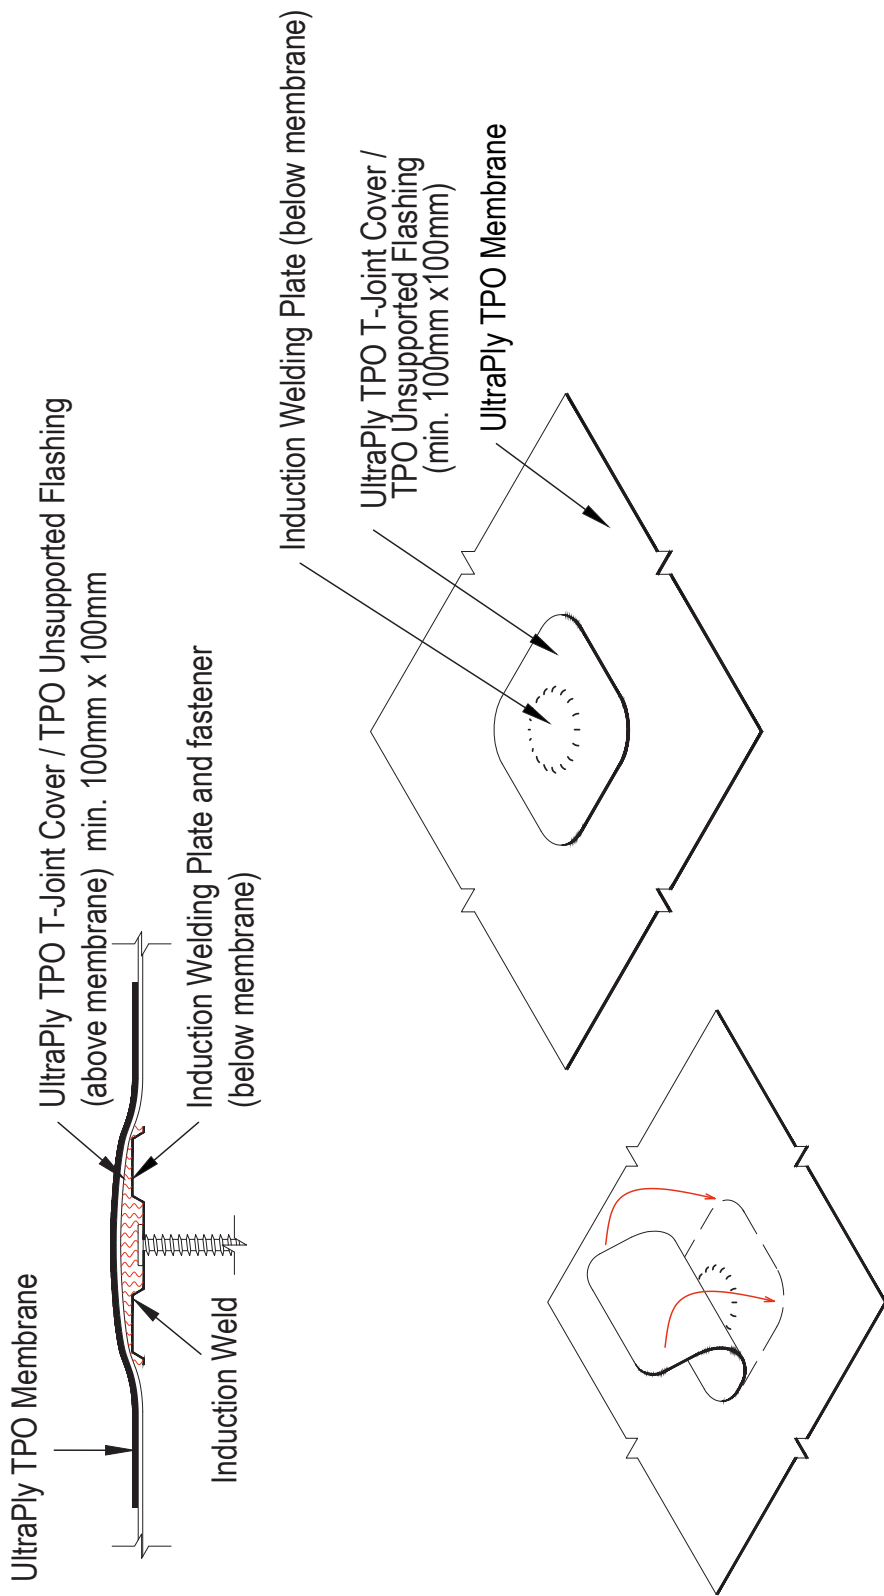 UltraPly TPO Membrane
UltraPly TPO T-Joint Cover / TPO Unsupported Flashing
(above membrane) min. 100mm x 100mm
Induction Welding Plate and fastener
(below membrane)
Induction Weld
Induction Welding Plate (below membrane)
UltraPly TPO T-Joint Cover /
TPO Unsupported Flashing
(min. 100mm x100mm)
UltraPly TPO Membrane